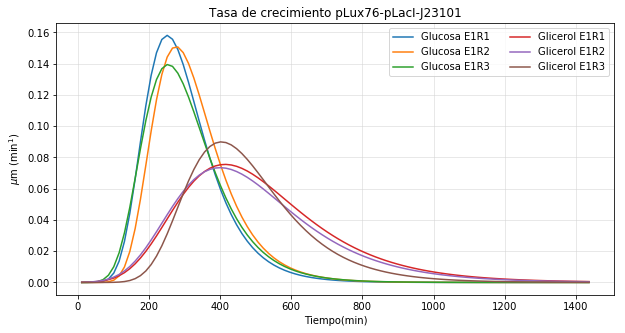 Tasa de crecimiento pLux76-pLacI-J23101
Glucosa E1R1
Glucosa E1R2
Glucosa E1R3
Glicerol E1R1
Glicerol E1R2
Glicerol E1R3
μm (min¹)
0.16
0.14
0.12
0.10
0.08
0.06
0.04
0.02
0.00
0 200 400 600 800 1000 1200 1400
Tiempo(min)